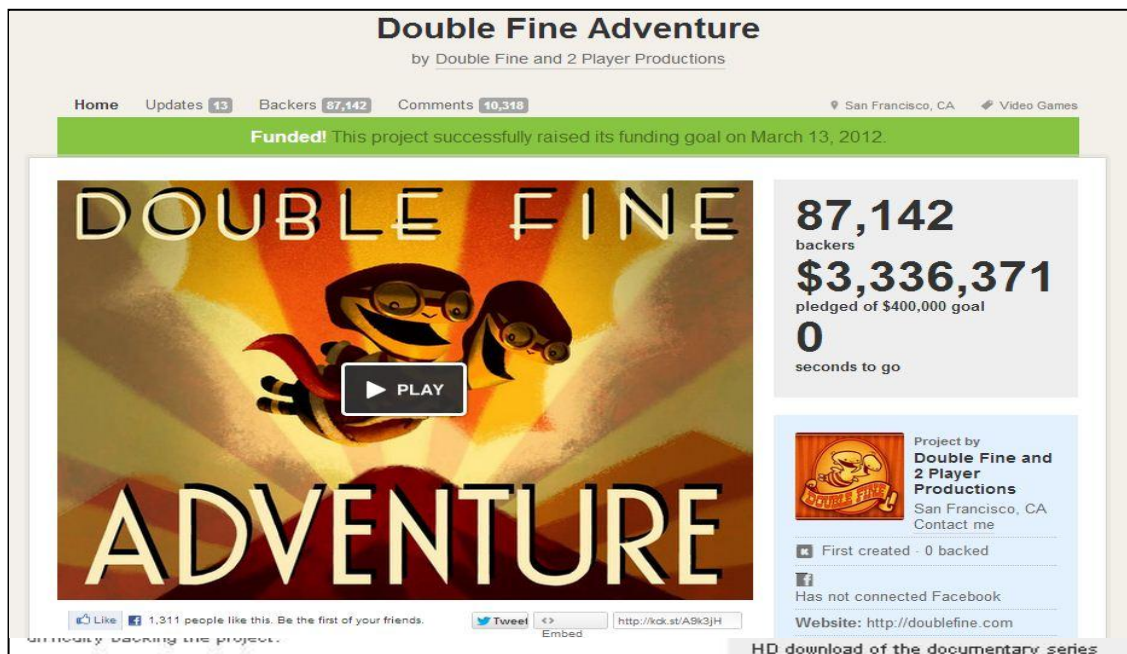 Double Fine Adventure
by Double Fine and 2 Player Productions
Home Updates 13 Backers 87,142 Comments 10,318 San Francisco, CA Video Games
Funded! This project successfully raised its funding goal on March 13, 2012.
DOUBLE FINE
PLAY
ADVENTURE
87,142
backers
$3,336,371
pledged of $400,000 goal
0
seconds to go
DOUBLE FINE
Project by
Double Fine and
2 Player
Productions
San Francisco, CA
Contact me
First created · 0 backed
Has not connected Facebook
Website: http://doublefine.com
Like 1,311 people like this. Be the first of your friends. Tweet <> Embed http://kck.st/A9k3jH
difficulty backing the project?
HD download of the documentary series